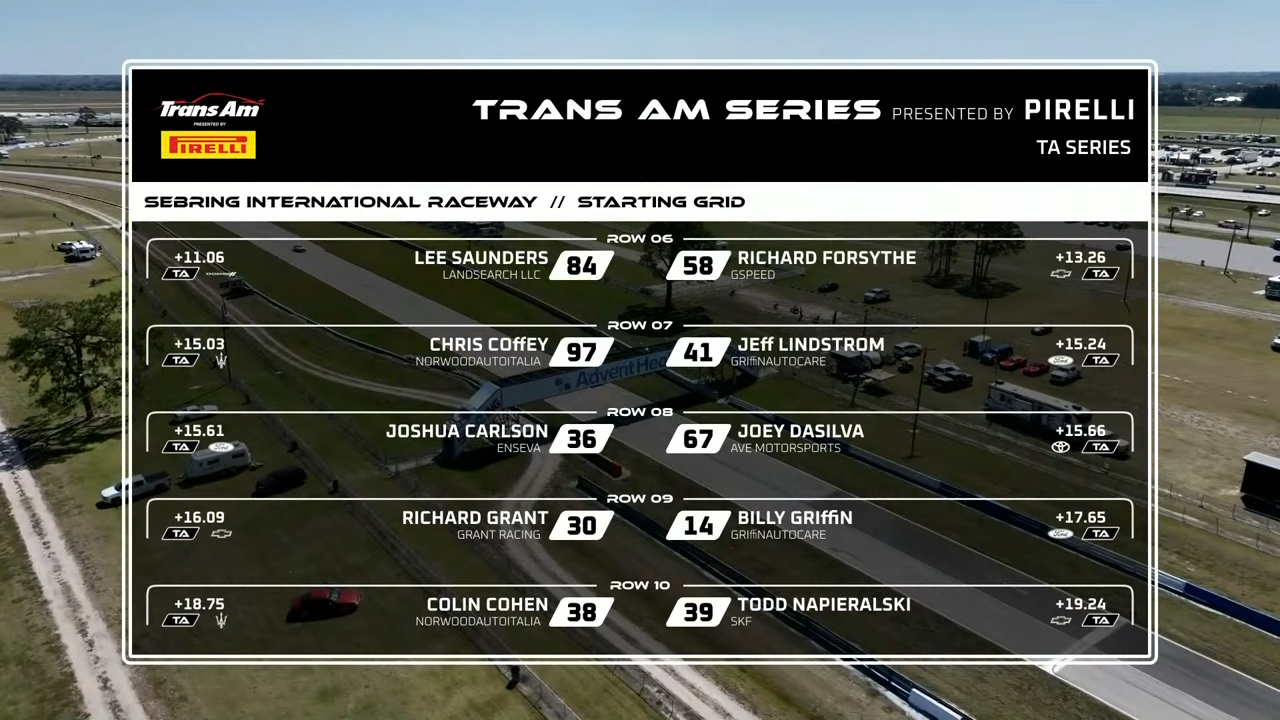 Trans Am
PRESENTED BY
PIRELLI
TRANS AM SERIES PRESENTED BY PIRELLI
TA SERIES
SEBRING INTERNATIONAL RACEWAY // STARTING GRID
ROW 06
+11.06 LEE SAUNDERS 84 58 RICHARD FORSYTHE +13.26
TA LANDSEARCH LLC GSPEED TA
ROW 07
+15.03 CHRIS COffEY 97 41 JEff LINDSTROM +15.24
TA NORWOODAUTOITALIA GRIffiNAUTOCARE Ford TA
ROW 08
+15.61 JOSHUA CARLSON 36 67 JOEY DASILVA +15.66
TA Ford ENSEVA AVE MOTORSPORTS TA
ROW 09
+16.09 RICHARD GRANT 30 14 BILLY GRIffiN +17.65
TA GRANT RACING GRIffiNAUTOCARE Ford TA
ROW 10
+18.75 COLIN COHEN 38 39 TODD NAPIERALSKI +19.24
TA NORWOODAUTOITALIA SKF TA